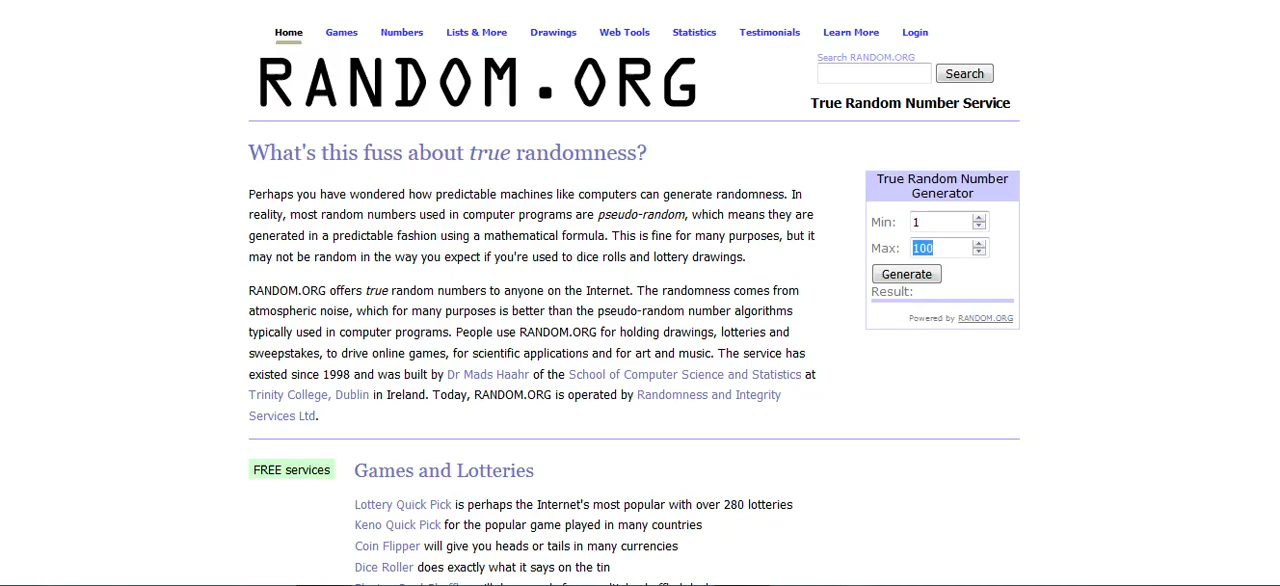 Home Games Numbers Lists & More Drawings Web Tools Statistics Testimonials Learn More Login
RANDOM.ORG
Search RANDOM.ORG
Search
True Random Number Service
What's this fuss about true randomness?
Perhaps you have wondered how predictable machines like computers can generate randomness. In
reality, most random numbers used in computer programs are pseudo-random, which means they are
generated in a predictable fashion using a mathematical formula. This is fine for many purposes, but it
may not be random in the way you expect if you're used to dice rolls and lottery drawings.
RANDOM.ORG offers true random numbers to anyone on the Internet. The randomness comes from
atmospheric noise, which for many purposes is better than the pseudo-random number algorithms
typically used in computer programs. People use RANDOM.ORG for holding drawings, lotteries and
sweepstakes, to drive online games, for scientific applications and for art and music. The service has
existed since 1998 and was built by Dr Mads Haahr of the School of Computer Science and Statistics at
Trinity College, Dublin in Ireland. Today, RANDOM.ORG is operated by Randomness and Integrity
Services Ltd.
True Random Number
Generator
Min: 1
Max: 100
Generate
Result:
Powered by RANDOM.ORG
FREE services
Games and Lotteries
Lottery Quick Pick is perhaps the Internet's most popular with over 280 lotteries
Keno Quick Pick for the popular game played in many countries
Coin Flipper will give you heads or tails in many currencies
Dice Roller does exactly what it says on the tin